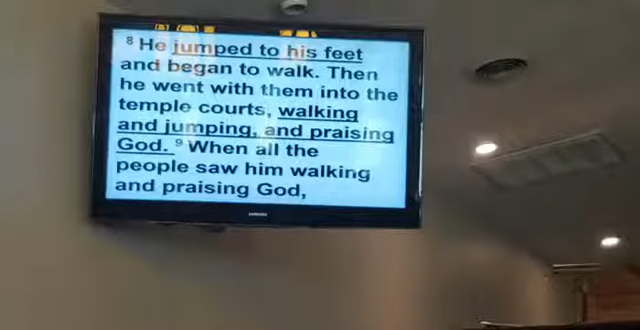 8 He jumped to his feet
and began to walk. Then
he went with them into the
temple courts, walking
and jumping, and praising
God. 9 When all the
people saw him walking
and praising God,
SAMSUNG